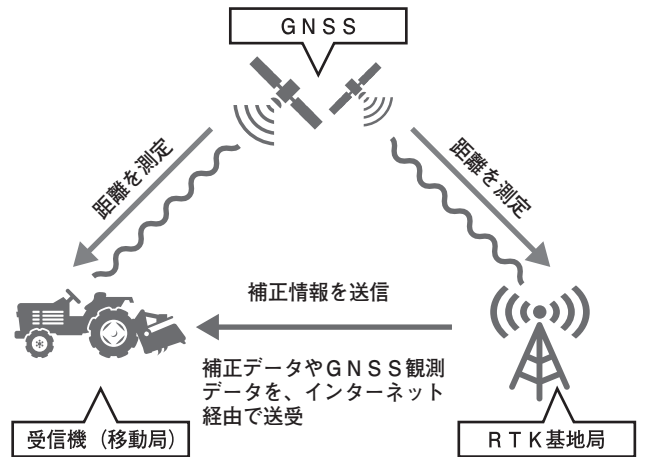 ＧＮＳＳ
距離を測定
距離を測定
補正情報を送信
補正データやＧＮＳＳ観測
データを、インターネット
経由で送受
受信機（移動局）
ＲＴＫ基地局